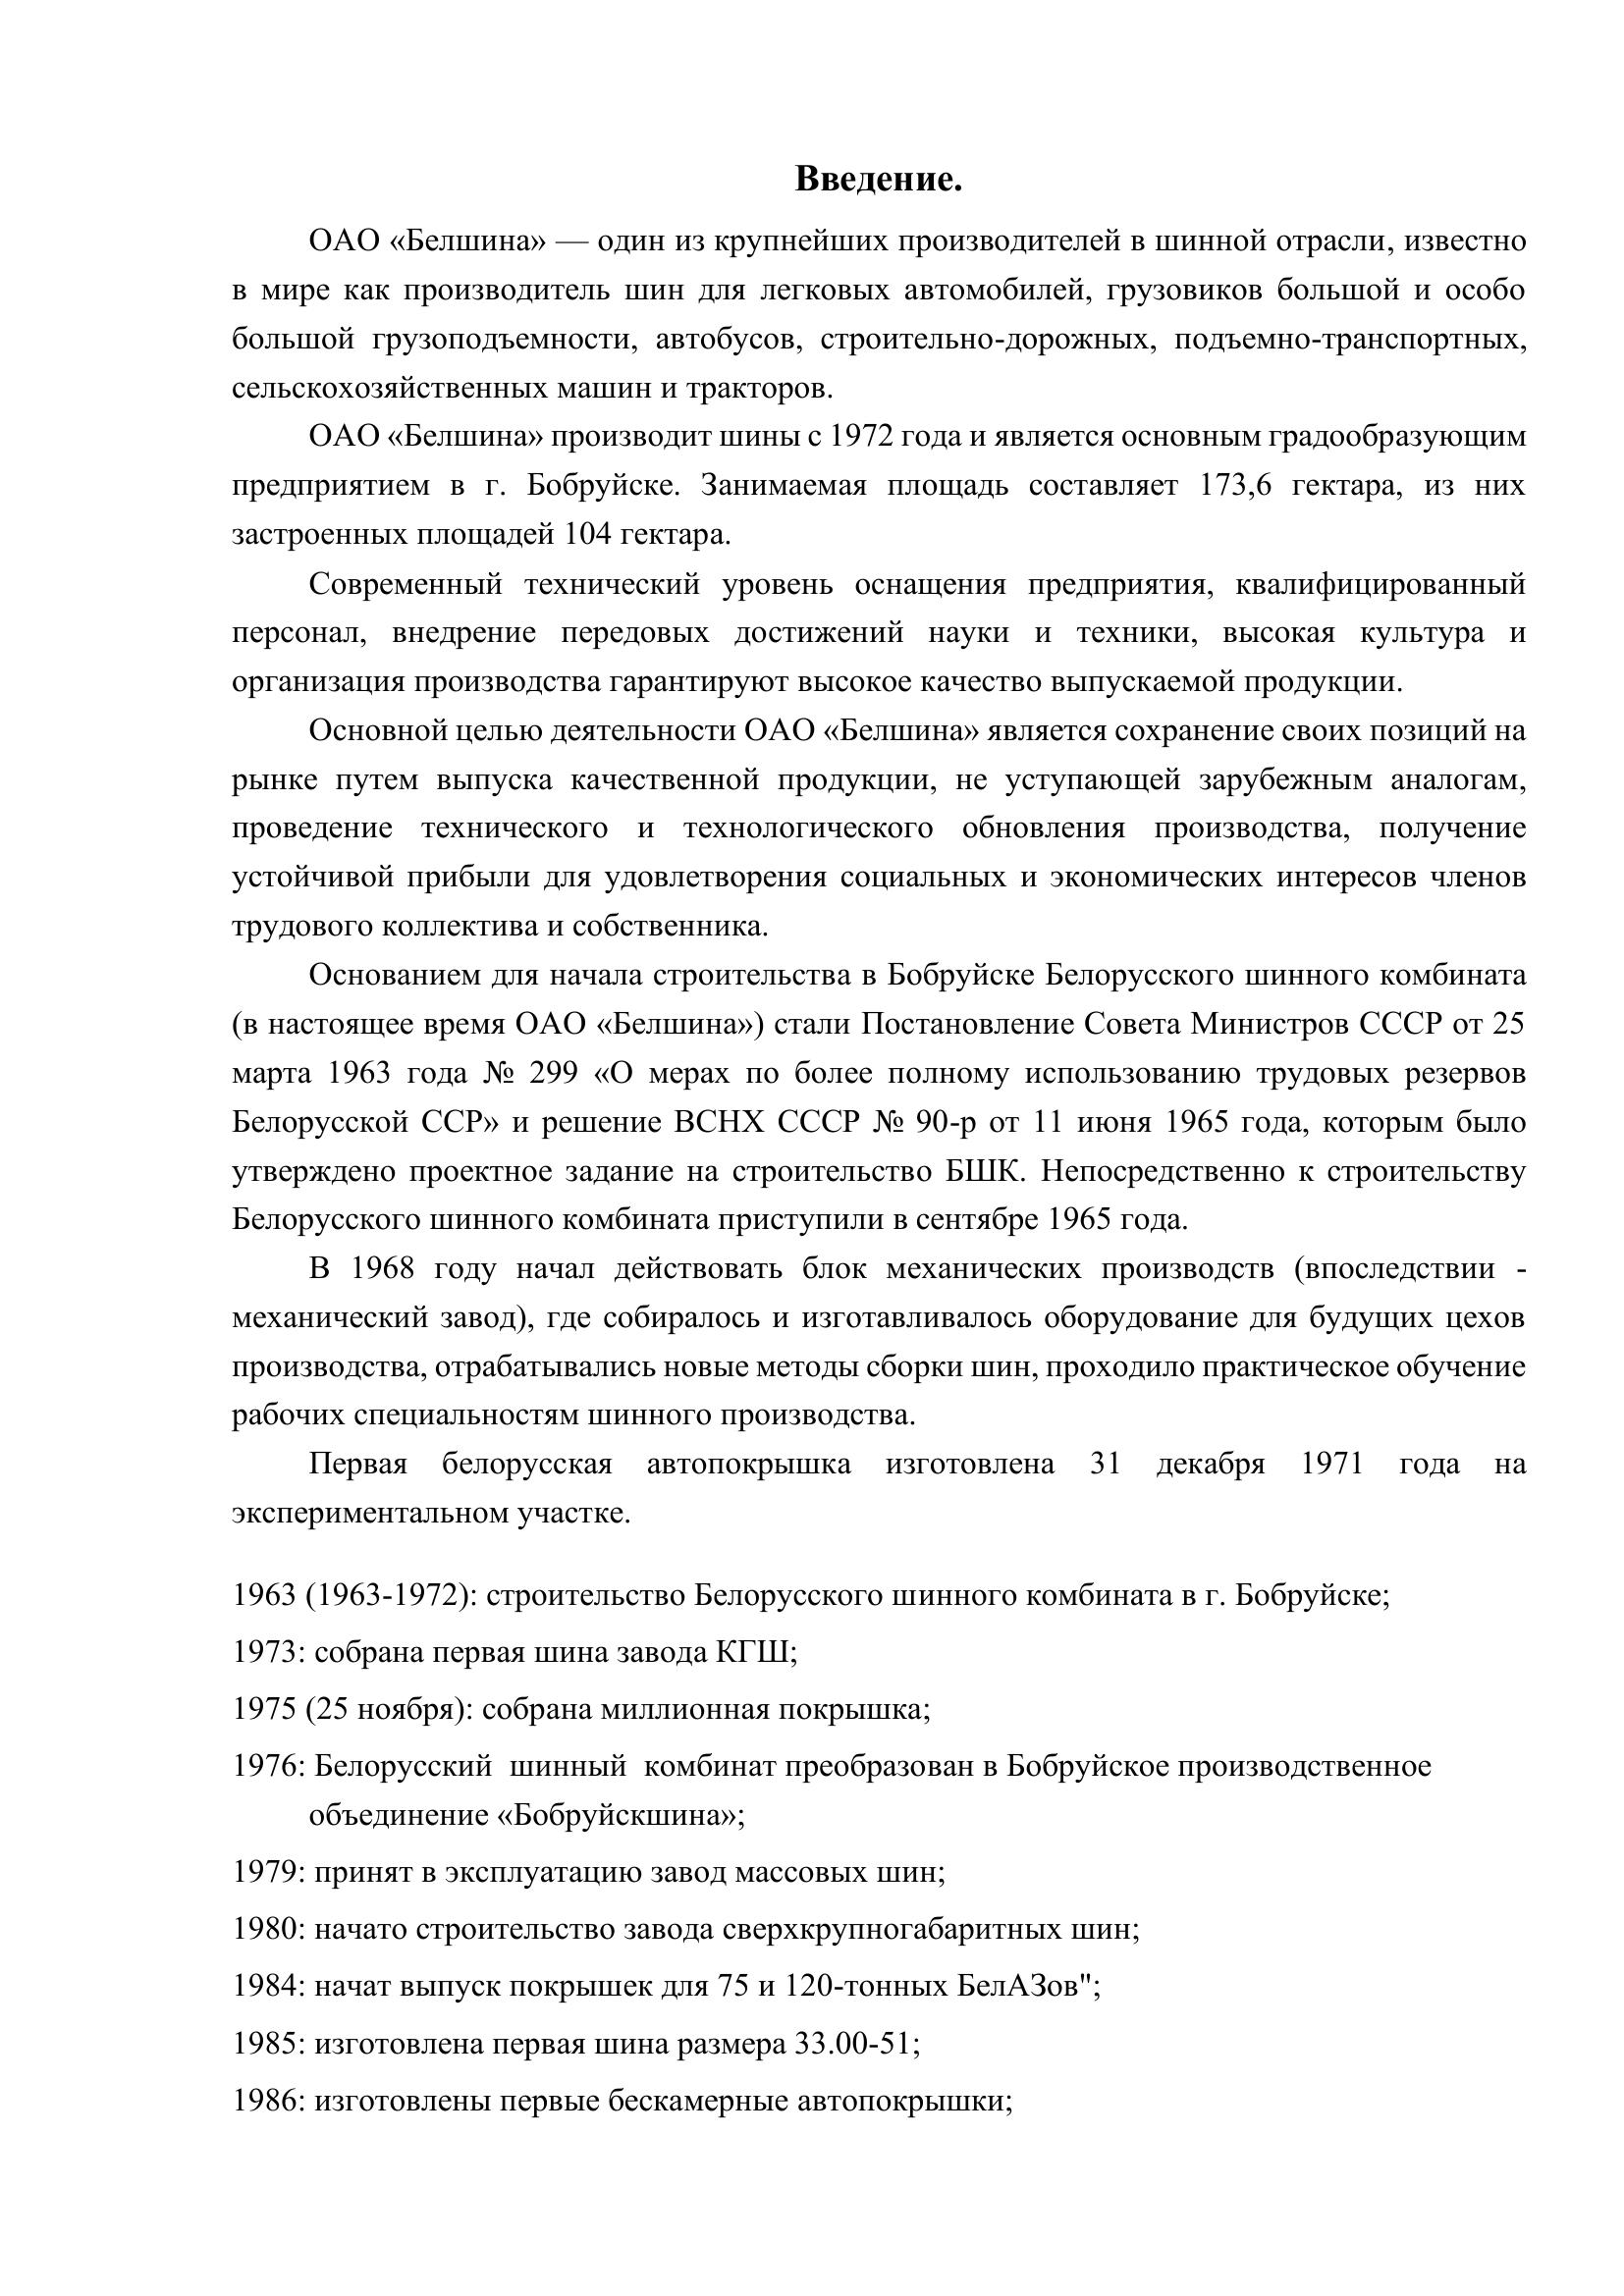 Введение.
ОАО «Белшина» — один из крупнейших производителей в шинной отрасли, известно
в мире как производитель шин для легковых автомобилей, грузовиков большой и особо
большой грузоподъемности, автобусов, строительно-дорожных, подъемно-транспортных,
сельскохозяйственных машин и тракторов.
ОАО «Белшина» производит шины с 1972 года и является основным градообразующим
предприятием в г. Бобруйске. Занимаемая площадь составляет 173,6 гектара, из них
застроенных площадей 104 гектара.
Современный технический уровень оснащения предприятия, квалифицированный
персонал, внедрение передовых достижений науки и техники, высокая культура и
организация производства гарантируют высокое качество выпускаемой продукции.
Основной целью деятельности ОАО «Белшина» является сохранение своих позиций на
рынке путем выпуска качественной продукции, не уступающей зарубежным аналогам,
проведение технического и технологического обновления производства, получение
устойчивой прибыли для удовлетворения социальных и экономических интересов членов
трудового коллектива и собственника.
Основанием для начала строительства в Бобруйске Белорусского шинного комбината
(в настоящее время ОАО «Белшина») стали Постановление Совета Министров СССР от 25
марта 1963 года № 299 «О мерах по более полному использованию трудовых резервов
Белорусской ССР» и решение ВСНХ СССР № 90-р от 11 июня 1965 года, которым было
утверждено проектное задание на строительство БШК. Непосредственно к строительству
Белорусского шинного комбината приступили в сентябре 1965 года.
В 1968 году начал действовать блок механических производств (впоследствии -
механический завод), где собиралось и изготавливалось оборудование для будущих цехов
производства, отрабатывались новые методы сборки шин, проходило практическое обучение
рабочих специальностям шинного производства.
Первая белорусская автопокрышка изготовлена 31 декабря 1971 года на
экспериментальном участке.
1963 (1963-1972): строительство Белорусского шинного комбината в г. Бобруйске;
1973: собрана первая шина завода КГШ;
1975 (25 ноября): собрана миллионная покрышка;
1976: Белорусский шинный комбинат преобразован в Бобруйское производственное
объединение «Бобруйскшина»;
1979: принят в эксплуатацию завод массовых шин;
1980: начато строительство завода сверхкрупногабаритных шин;
1984: начат выпуск покрышек для 75 и 120-тонных БелАЗов";
1985: изготовлена первая шина размера 33.00-51;
1986: изготовлены первые бескамерные автопокрышки;